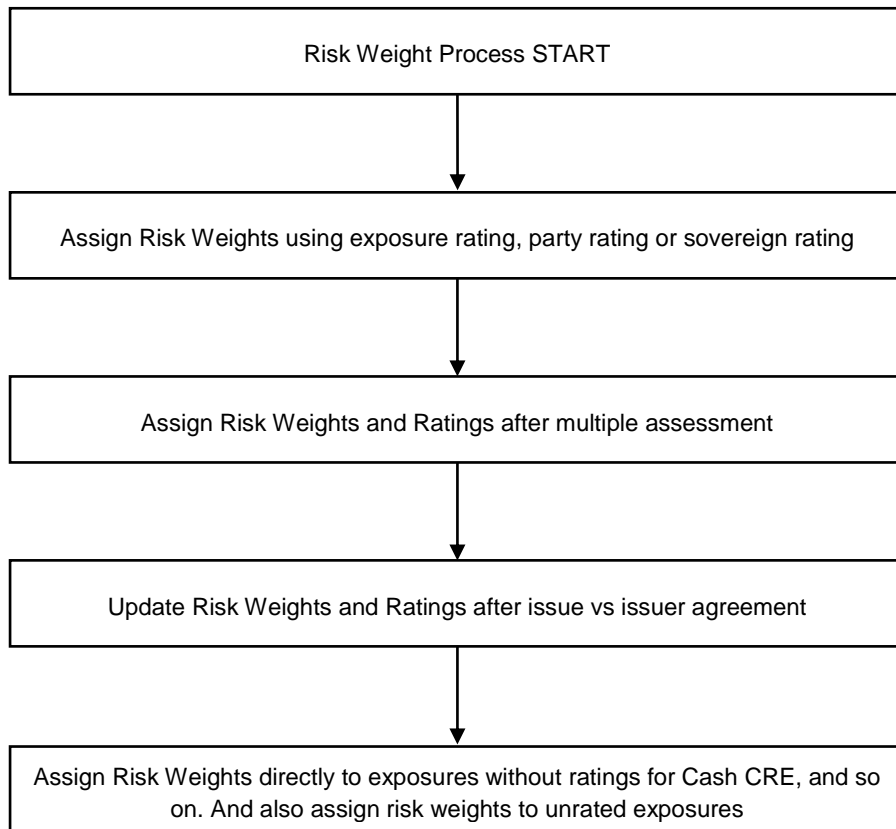 Risk Weight Process START
Assign Risk Weights using exposure rating, party rating or sovereign rating
Assign Risk Weights and Ratings after multiple assessment
Update Risk Weights and Ratings after issue vs issuer agreement
Assign Risk Weights directly to exposures without ratings for Cash CRE, and so
on. And also assign risk weights to unrated exposures